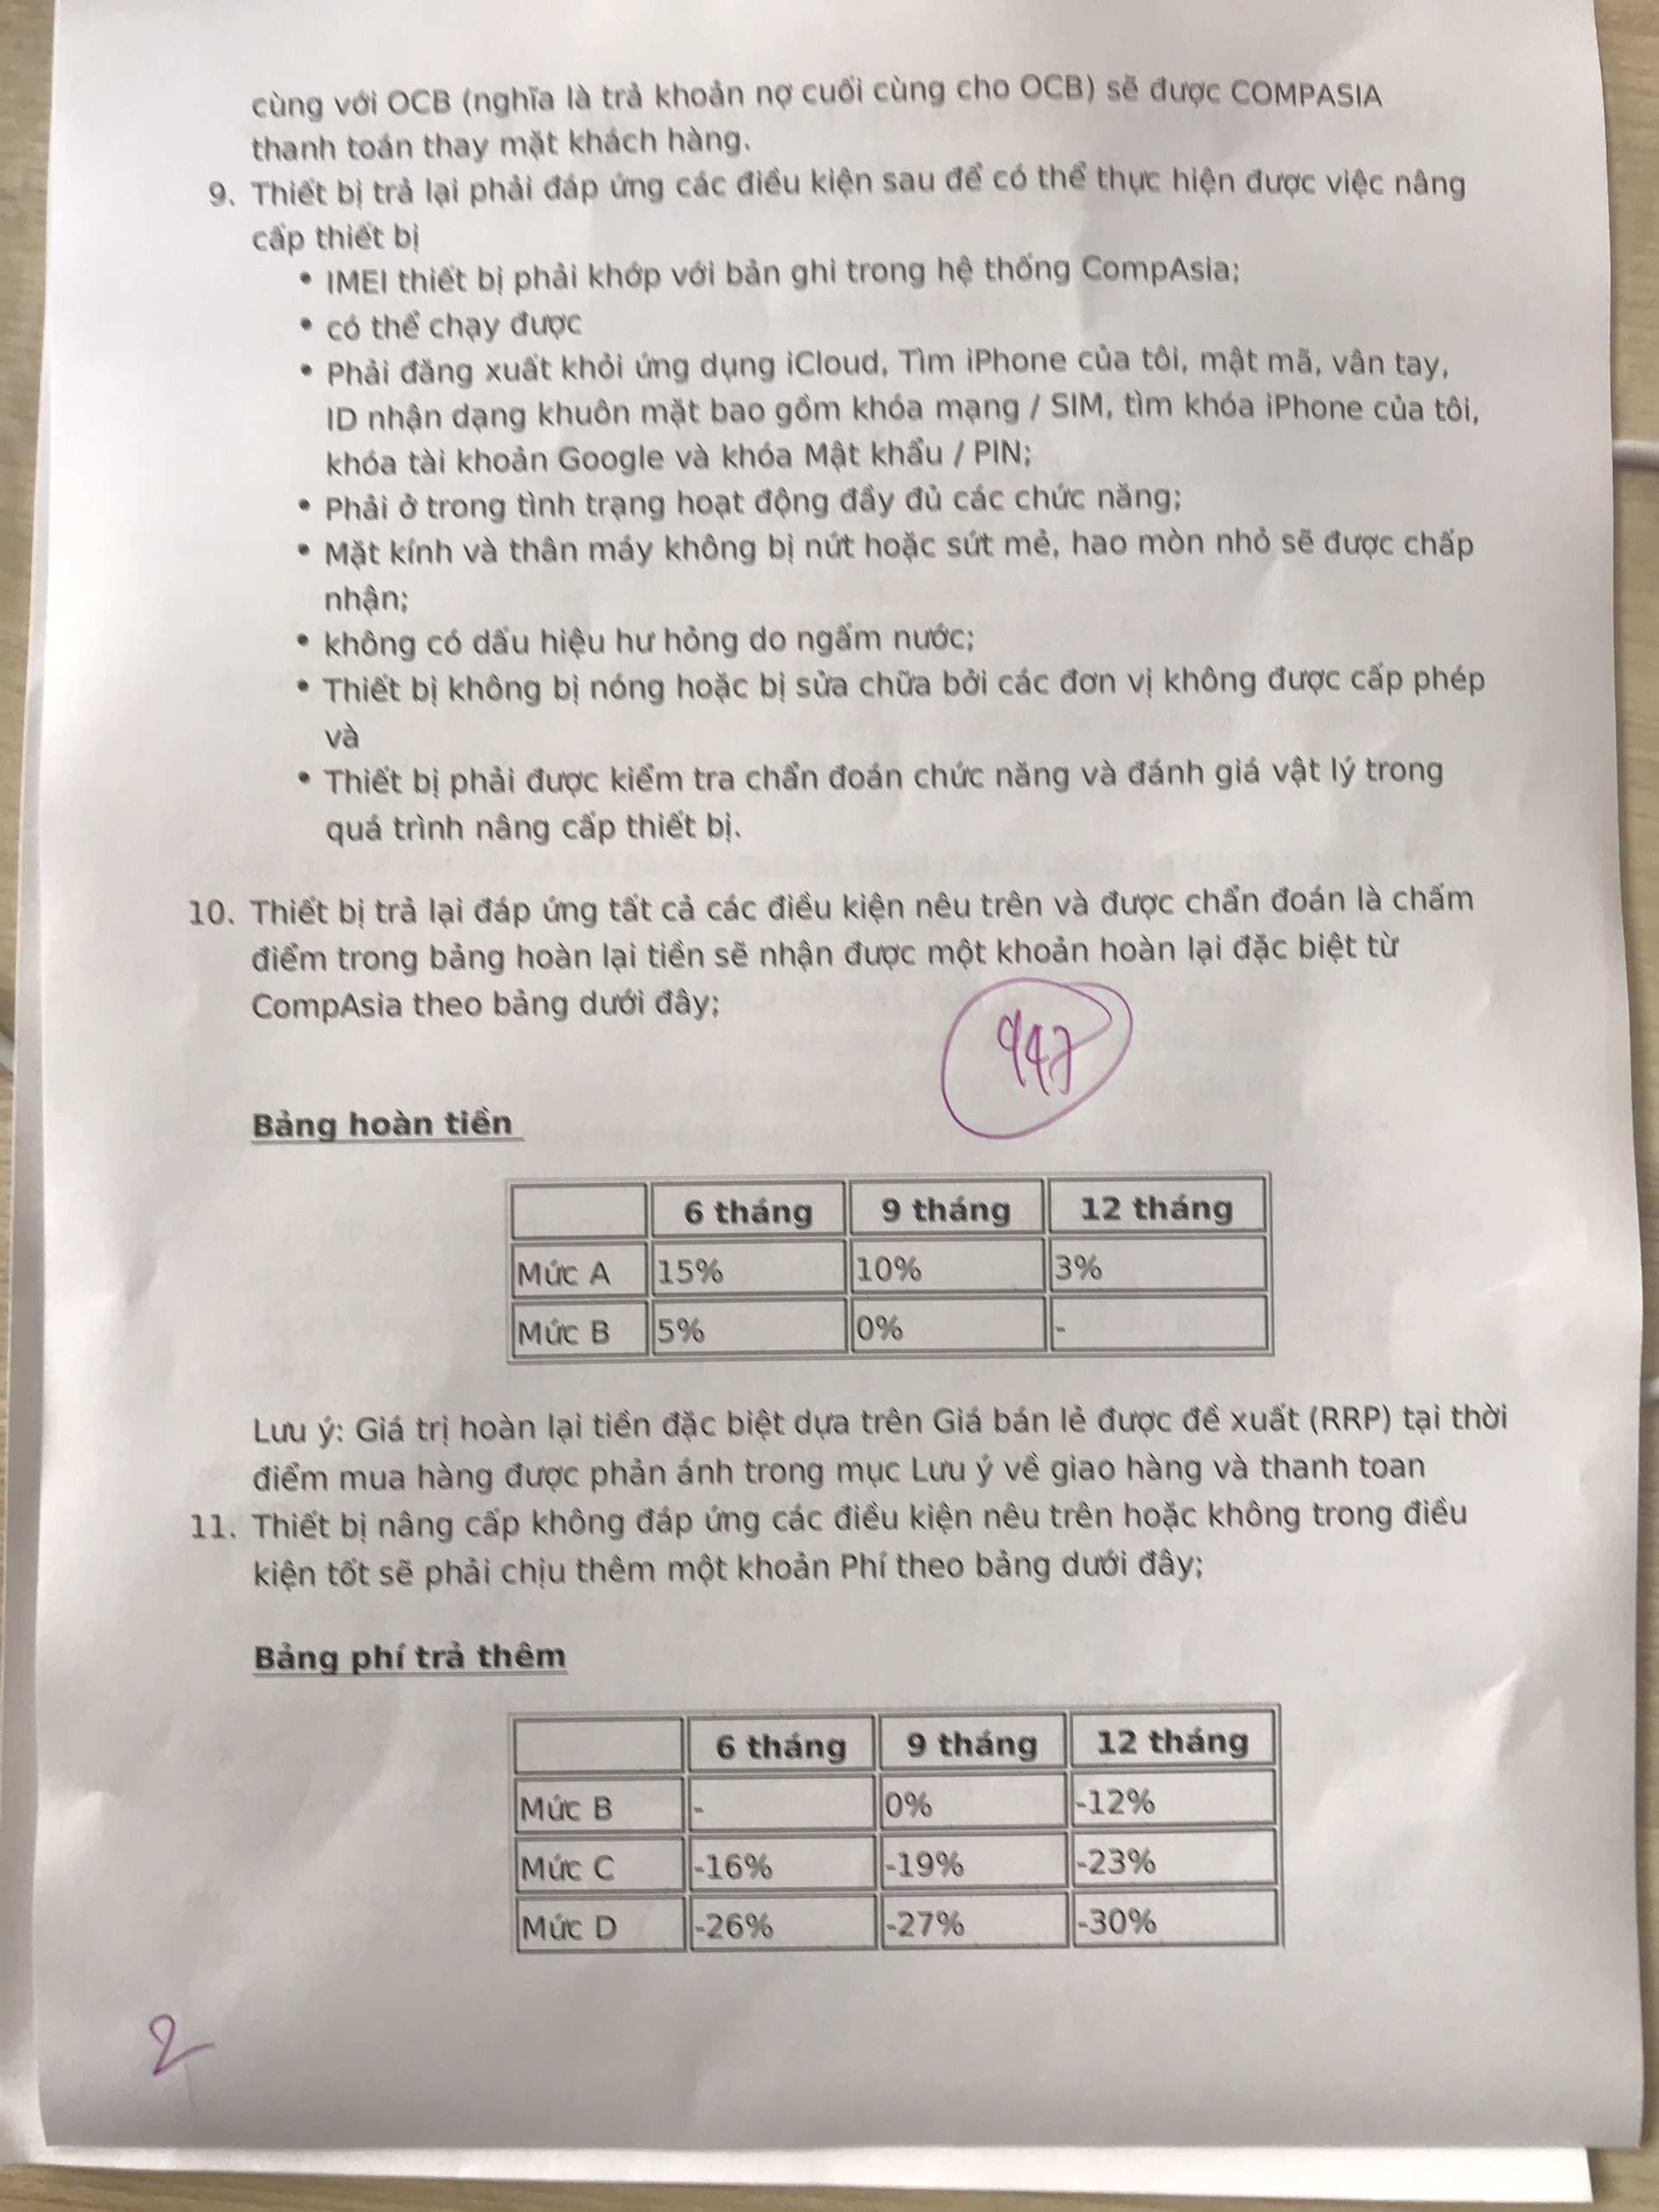 cùng với OCB (nghĩa là trả khoản nợ cuối cùng cho OCB) sẽ được COMPASIA
thanh toán thay mặt khách hàng.
9. Thiết bị trả lại phải đáp ứng các điều kiện sau để có thể thực hiện được việc nâng
cấp thiết bị
• IMEI thiết bị phải khớp với bản ghi trong hệ thống CompAsia;
• có thể chạy được
• Phải đăng xuất khỏi ứng dụng iCloud, Tìm iPhone của tôi, mật mã, vân tay,
ID nhận dạng khuôn mặt bao gồm khóa mạng / SIM, tìm khóa iPhone của tôi,
khóa tài khoản Google và khóa Mật khẩu / PIN;
• Phải ở trong tình trạng hoạt động đầy đủ các chức năng;
• Mặt kính và thân máy không bị nứt hoặc sứt mẻ, hao mòn nhỏ sẽ được chấp
nhận;
• không có dấu hiệu hư hỏng do ngấm nước;
• Thiết bị không bị nóng hoặc bị sửa chữa bởi các đơn vị không được cấp phép
và
• Thiết bị phải được kiểm tra chẩn đoán chức năng và đánh giá vật lý trong
quá trình nâng cấp thiết bị.
10. Thiết bị trả lại đáp ứng tất cả các điều kiện nêu trên và được chẩn đoán là chấm
điểm trong bảng hoàn lại tiền sẽ nhận được một khoản hoàn lại đặc biệt từ
CompAsia theo bảng dưới đây;
947
Bảng hoàn tiền
6 tháng 9 tháng 12 tháng
Mức A 15% 10% 3%
Mức B 5% 0% -
Lưu ý: Giá trị hoàn lại tiền đặc biệt dựa trên Giá bán lẻ được đề xuất (RRP) tại thời
điểm mua hàng được phản ánh trong mục Lưu ý về giao hàng và thanh toan
11. Thiết bị nâng cấp không đáp ứng các điều kiện nêu trên hoặc không trong điều
kiện tốt sẽ phải chịu thêm một khoản Phí theo bảng dưới đây;
Bảng phí trả thêm
6 tháng 9 tháng 12 tháng
Mức B - 0% -12%
Mức C -16% -19% -23%
Mức D -26% -27% -30%
2